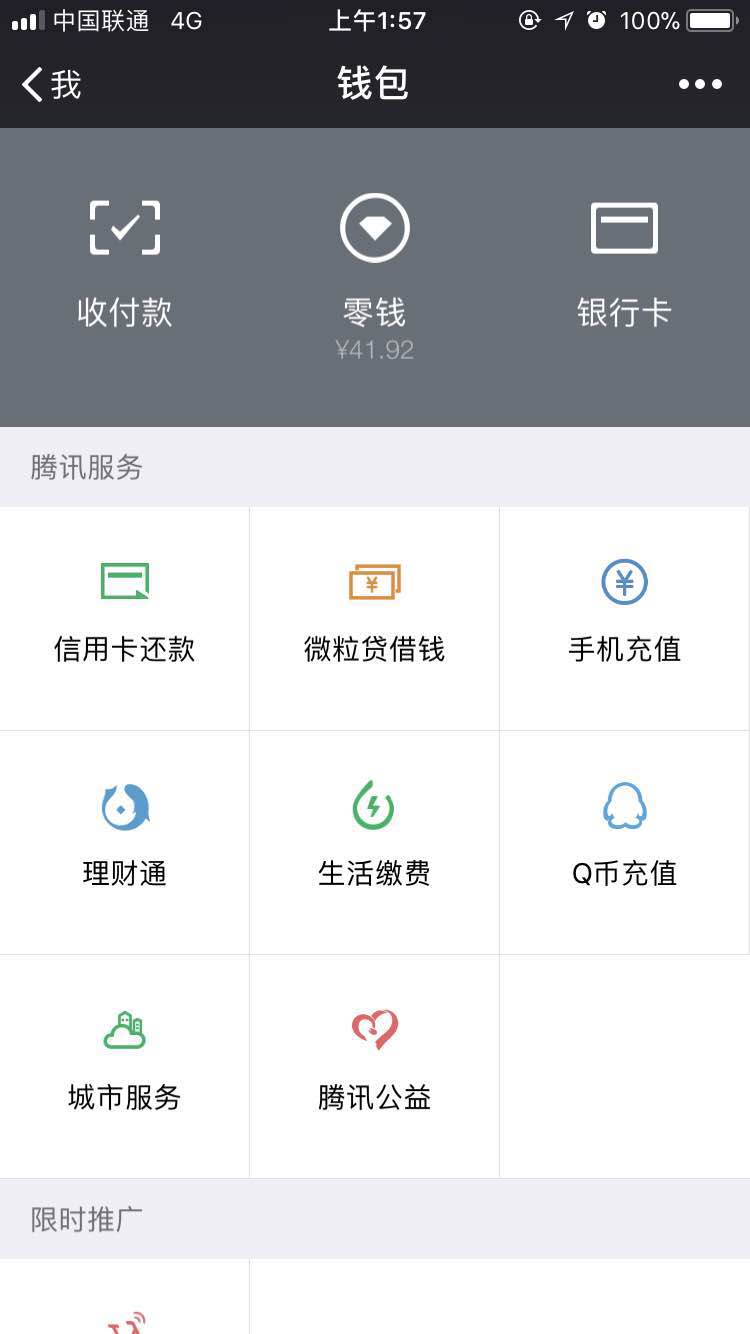 中国联通 4G 上午1:57 100%
我 钱包
收付款 零钱 银行卡
¥41.92
腾讯服务
信用卡还款 微粒贷借钱 手机充值
理财通 生活缴费 Q币充值
城市服务 腾讯公益
限时推广